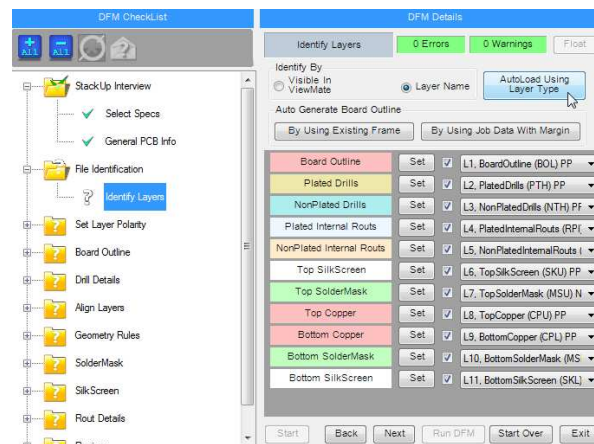 DFM CheckList
ALL
ALL
StackUp Interview
Select Specs
General PCB Info
File Identification
Identify Layers
Set Layer Polarity
Board Outline
Drill Details
Align Layers
Geometry Rules
SolderMask
SilkScreen
Rout Details
DFM Details
Identify Layers 0 Errors 0 Warnings Float
Identify By
Visible In ViewMate
Layer Name
AutoLoad Using Layer Type
Auto Generate Board Outline
By Using Existing Frame By Using Job Data With Margin
Board Outline Set L1, BoardOutline (BOL) PP
Plated Drills Set L2, PlatedDrills (PTH) PP
NonPlated Drills Set L3, NonPlatedDrills (NTH) PF
Plated Internal Routs Set L4, PlatedInternalRouts (RPI(
NonPlated Internal Routs Set L5, NonPlatedInternalRouts (
Top SilkScreen Set L6, TopSilkScreen (SKU) PP
Top SolderMask Set L7, TopSolderMask (MSU) N
Top Copper Set L8, TopCopper (CPU) PP
Bottom Copper Set L9, BottomCopper (CPL) PP
Bottom SolderMask Set L10, BottomSolderMask (MS
Bottom SilkScreen Set L11, BottomSilkScreen (SKL)
Start Back Next Run DFM Start Over Exit